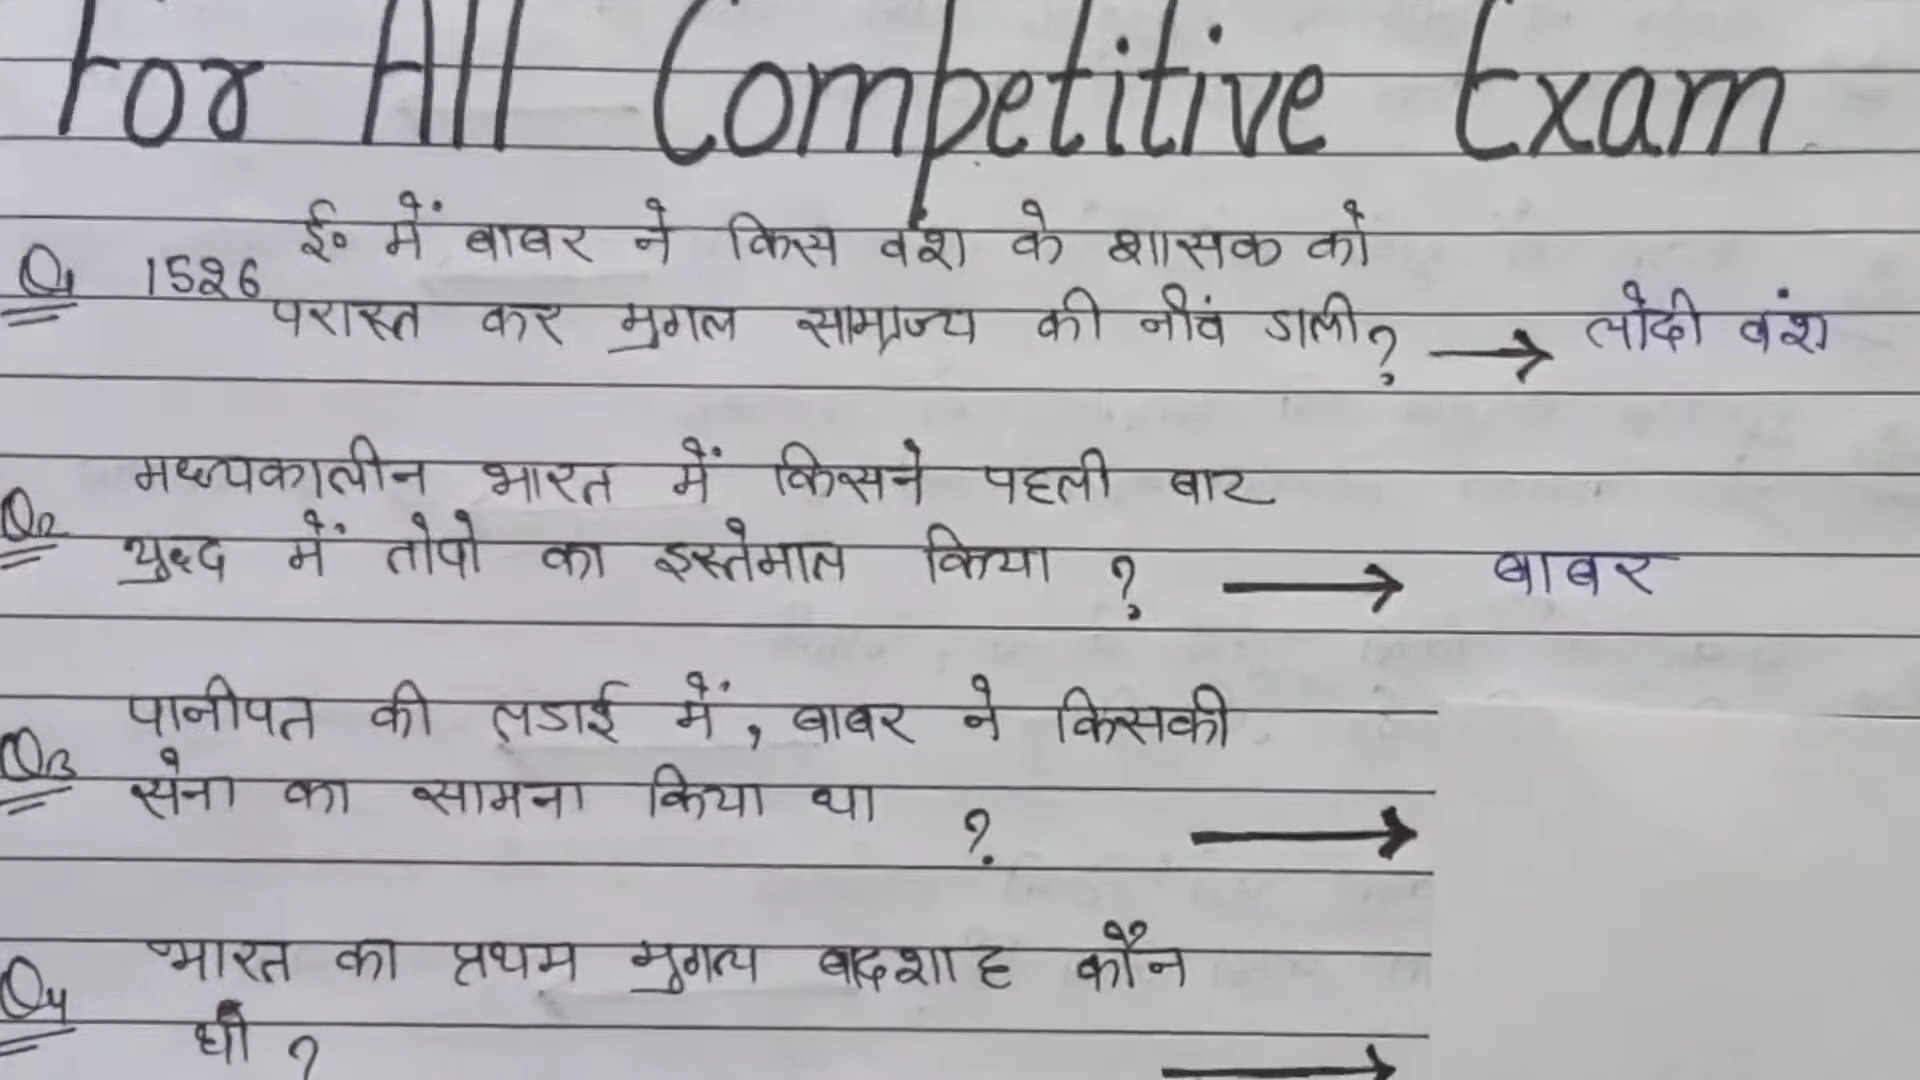 For All Competitive Exam
ई० में बाबर ने किस वंश के शासक को
Q1 1526
परास्त कर मुगल साम्राज्य की नीवं डाली? → लोदी वंश
मध्यकालीन भारत में किसने पहली बार
Q2
युद्द में तोपो का इस्तेमाल किया ? → बाबर
पानीपत की लडाई में, बाबर ने किसकी
Q3
सेना का सामना किया था ? →
भारत का प्रथम मुगल बादशाह कौन
Q4
थी ? →